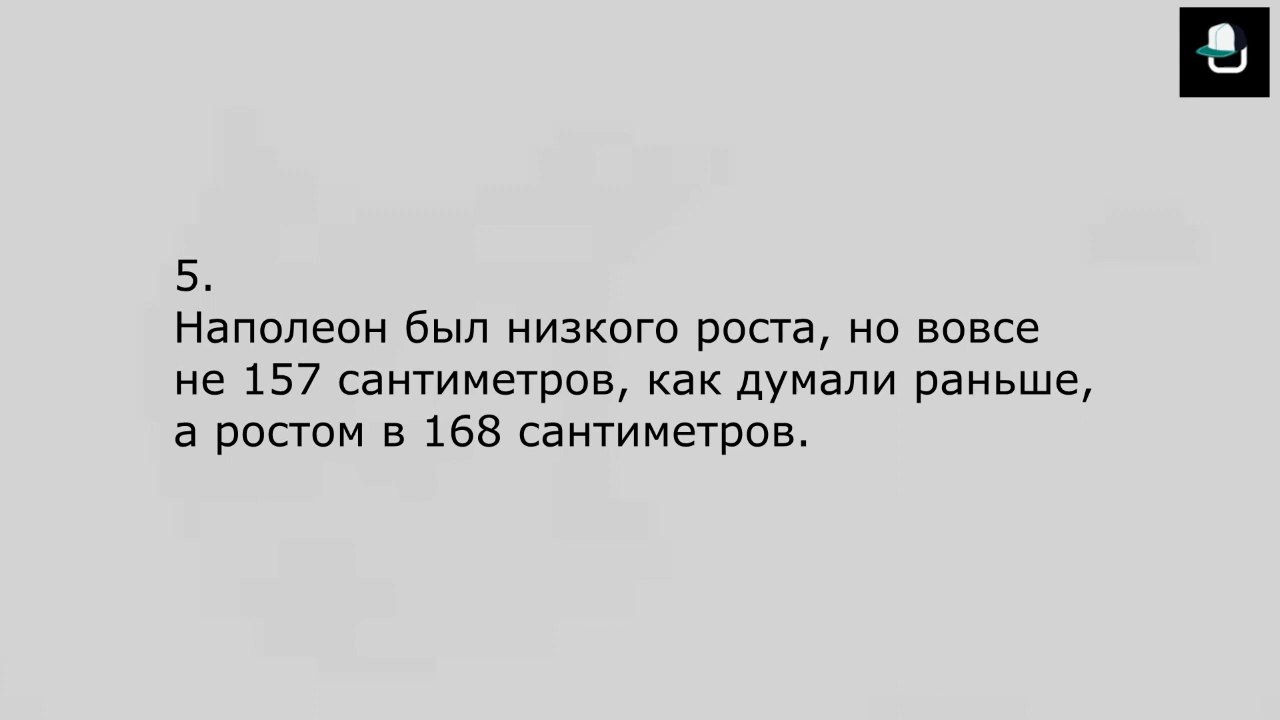 5.
Наполеон был низкого роста, но вовсе
не 157 сантиметров, как думали раньше,
а ростом в 168 сантиметров.